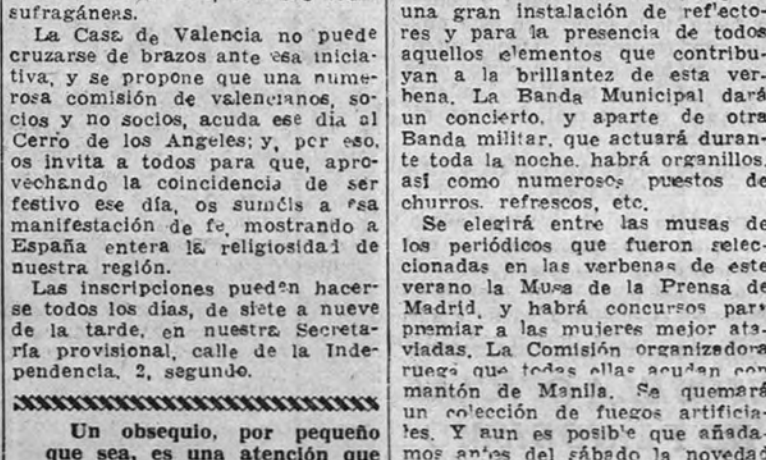 sufragáneas.
La Casa de Valencia no puede
cruzarse de brazos ante esa inicia-
tiva, y se propone que una nume-
rosa comisión de valencianos, so-
cios y no socios, acuda ese día al
Cerro de los Angeles; y, por eso,
os invita a todos para que, apro-
vechando la coincidencia de ser
festivo ese día, os suméis a esa
manifestación de fe, mostrando a
España entera la religiosidad de
nuestra región.
Las inscripciones pueden hacer-
se todos los días, de siete a nueve
de la tarde, en nuestra Secreta-
ría provisional, calle de la Inde-
pendencia, 2, segundo.
Un obsequio, por pequeño
que sea, es una atención que
una gran instalación de reflecto-
res y para la presencia de todos
aquellos elementos que contribu-
yan a la brillantez de esta ver-
bena. La Banda Municipal dará
un concierto, y aparte de otra
Banda militar, que actuará duran-
te toda la noche, habrá organillos,
así como numerosos puestos de
churros, refrescos, etc.
Se elegirá entre las musas de
los periódicos que fueron selec-
cionadas en las verbenas de este
verano la Musa de la Prensa de
Madrid, y habrá concursos para
premiar a las mujeres mejor ata-
viadas. La Comisión organizadora
ruega que todas ellas acudan con
mantón de Manila. Se quemará
un colección de fuegos artificia-
les. Y aun es posible que añada-
mos antes del sábado la novedad